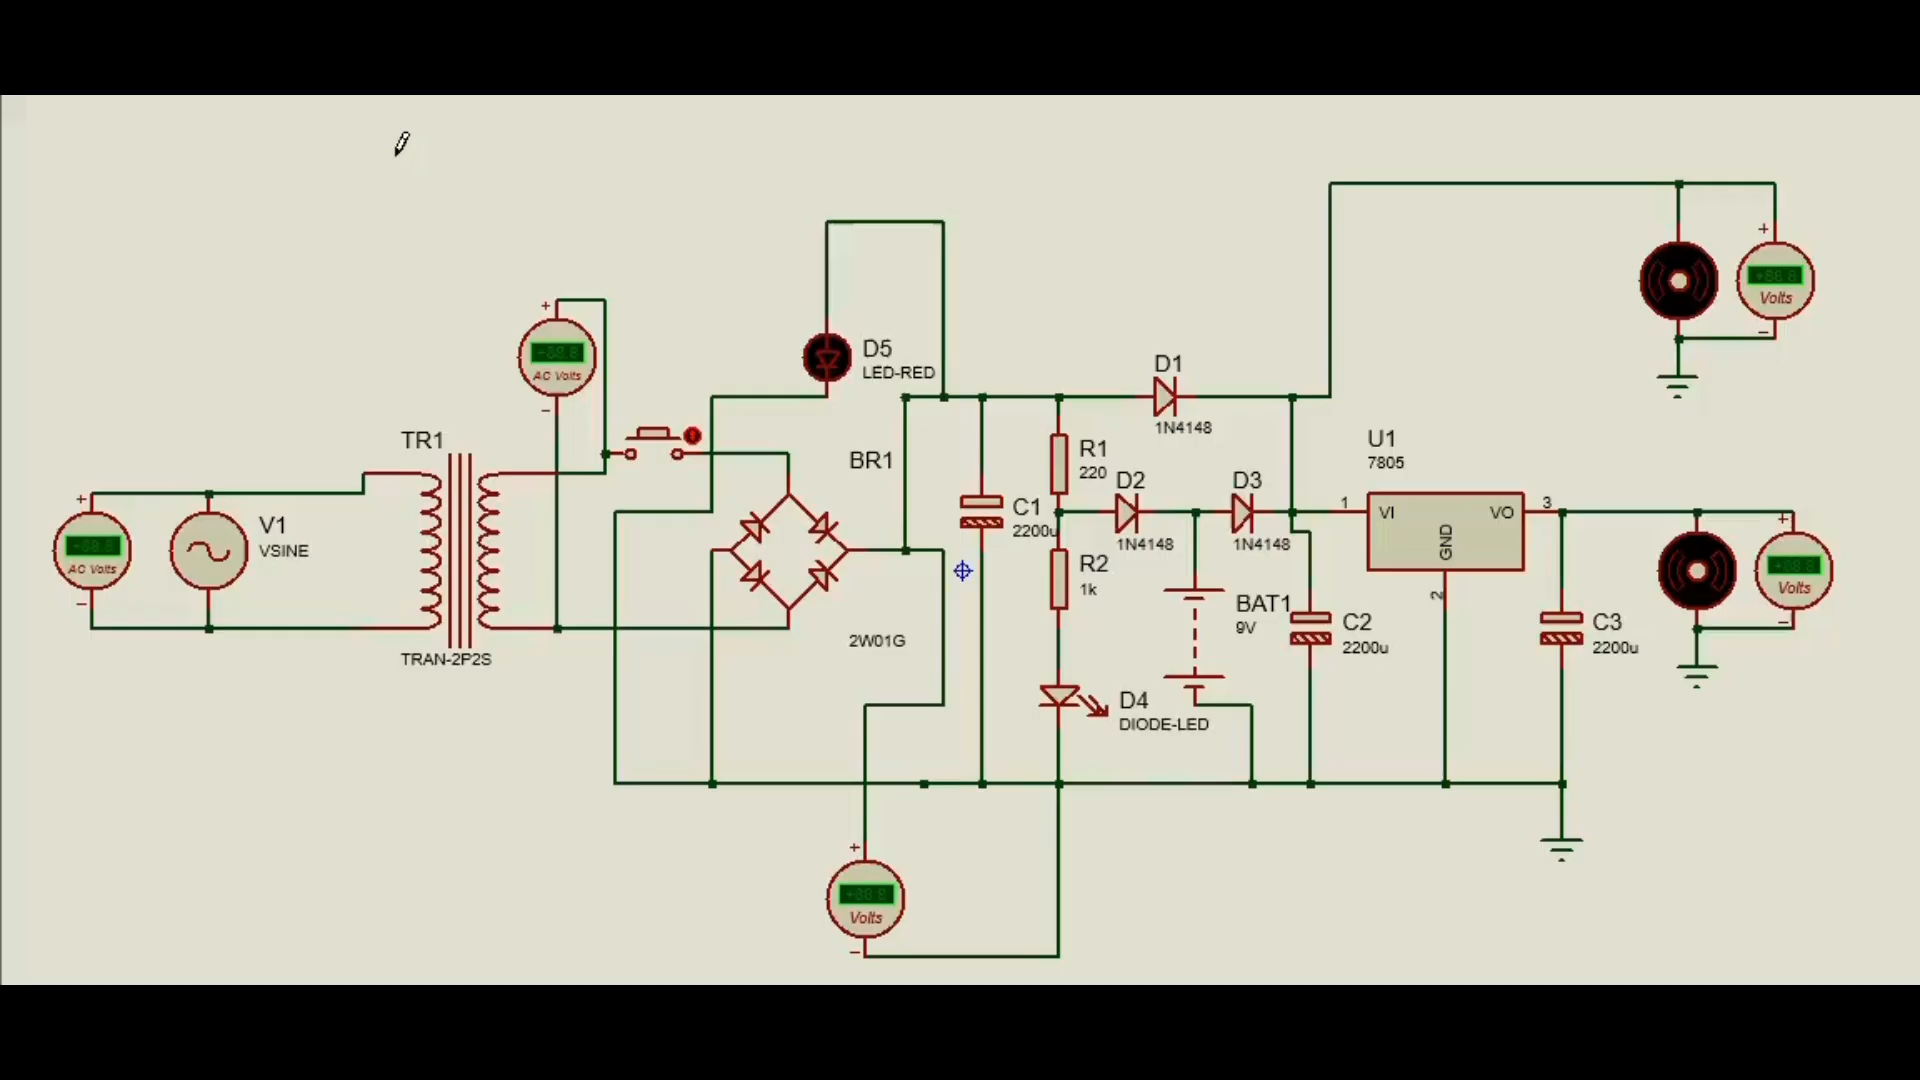 +
Volts
−
D5
LED-RED
+
AC Volts
−
D1
1N4148
TR1
BR1
R1
220
U1
7805
D2
D3
1
VI
VO
3
+
Volts
−
+
AC Volts
−
V1
VSINE
C1
2200u
1N4148
1N4148
GND
2
R2
1k
BAT1
9V
C2
2200u
C3
2200u
2W01G
TRAN-2P2S
D4
DIODE-LED
+
Volts
−